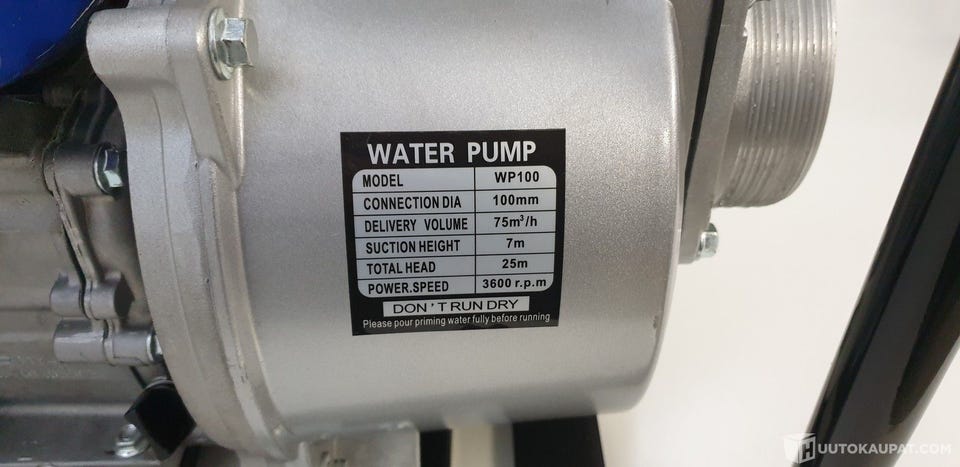 WATER PUMP
MODEL WP100
CONNECTION DIA 100mm
DELIVERY VOLUME 75m³/h
SUCTION HEIGHT 7m
TOTAL HEAD 25m
POWER.SPEED 3600 r.p.m
DON'T RUN DRY
Please pour priming water fully before running
HUUTOKAUPAT.COM